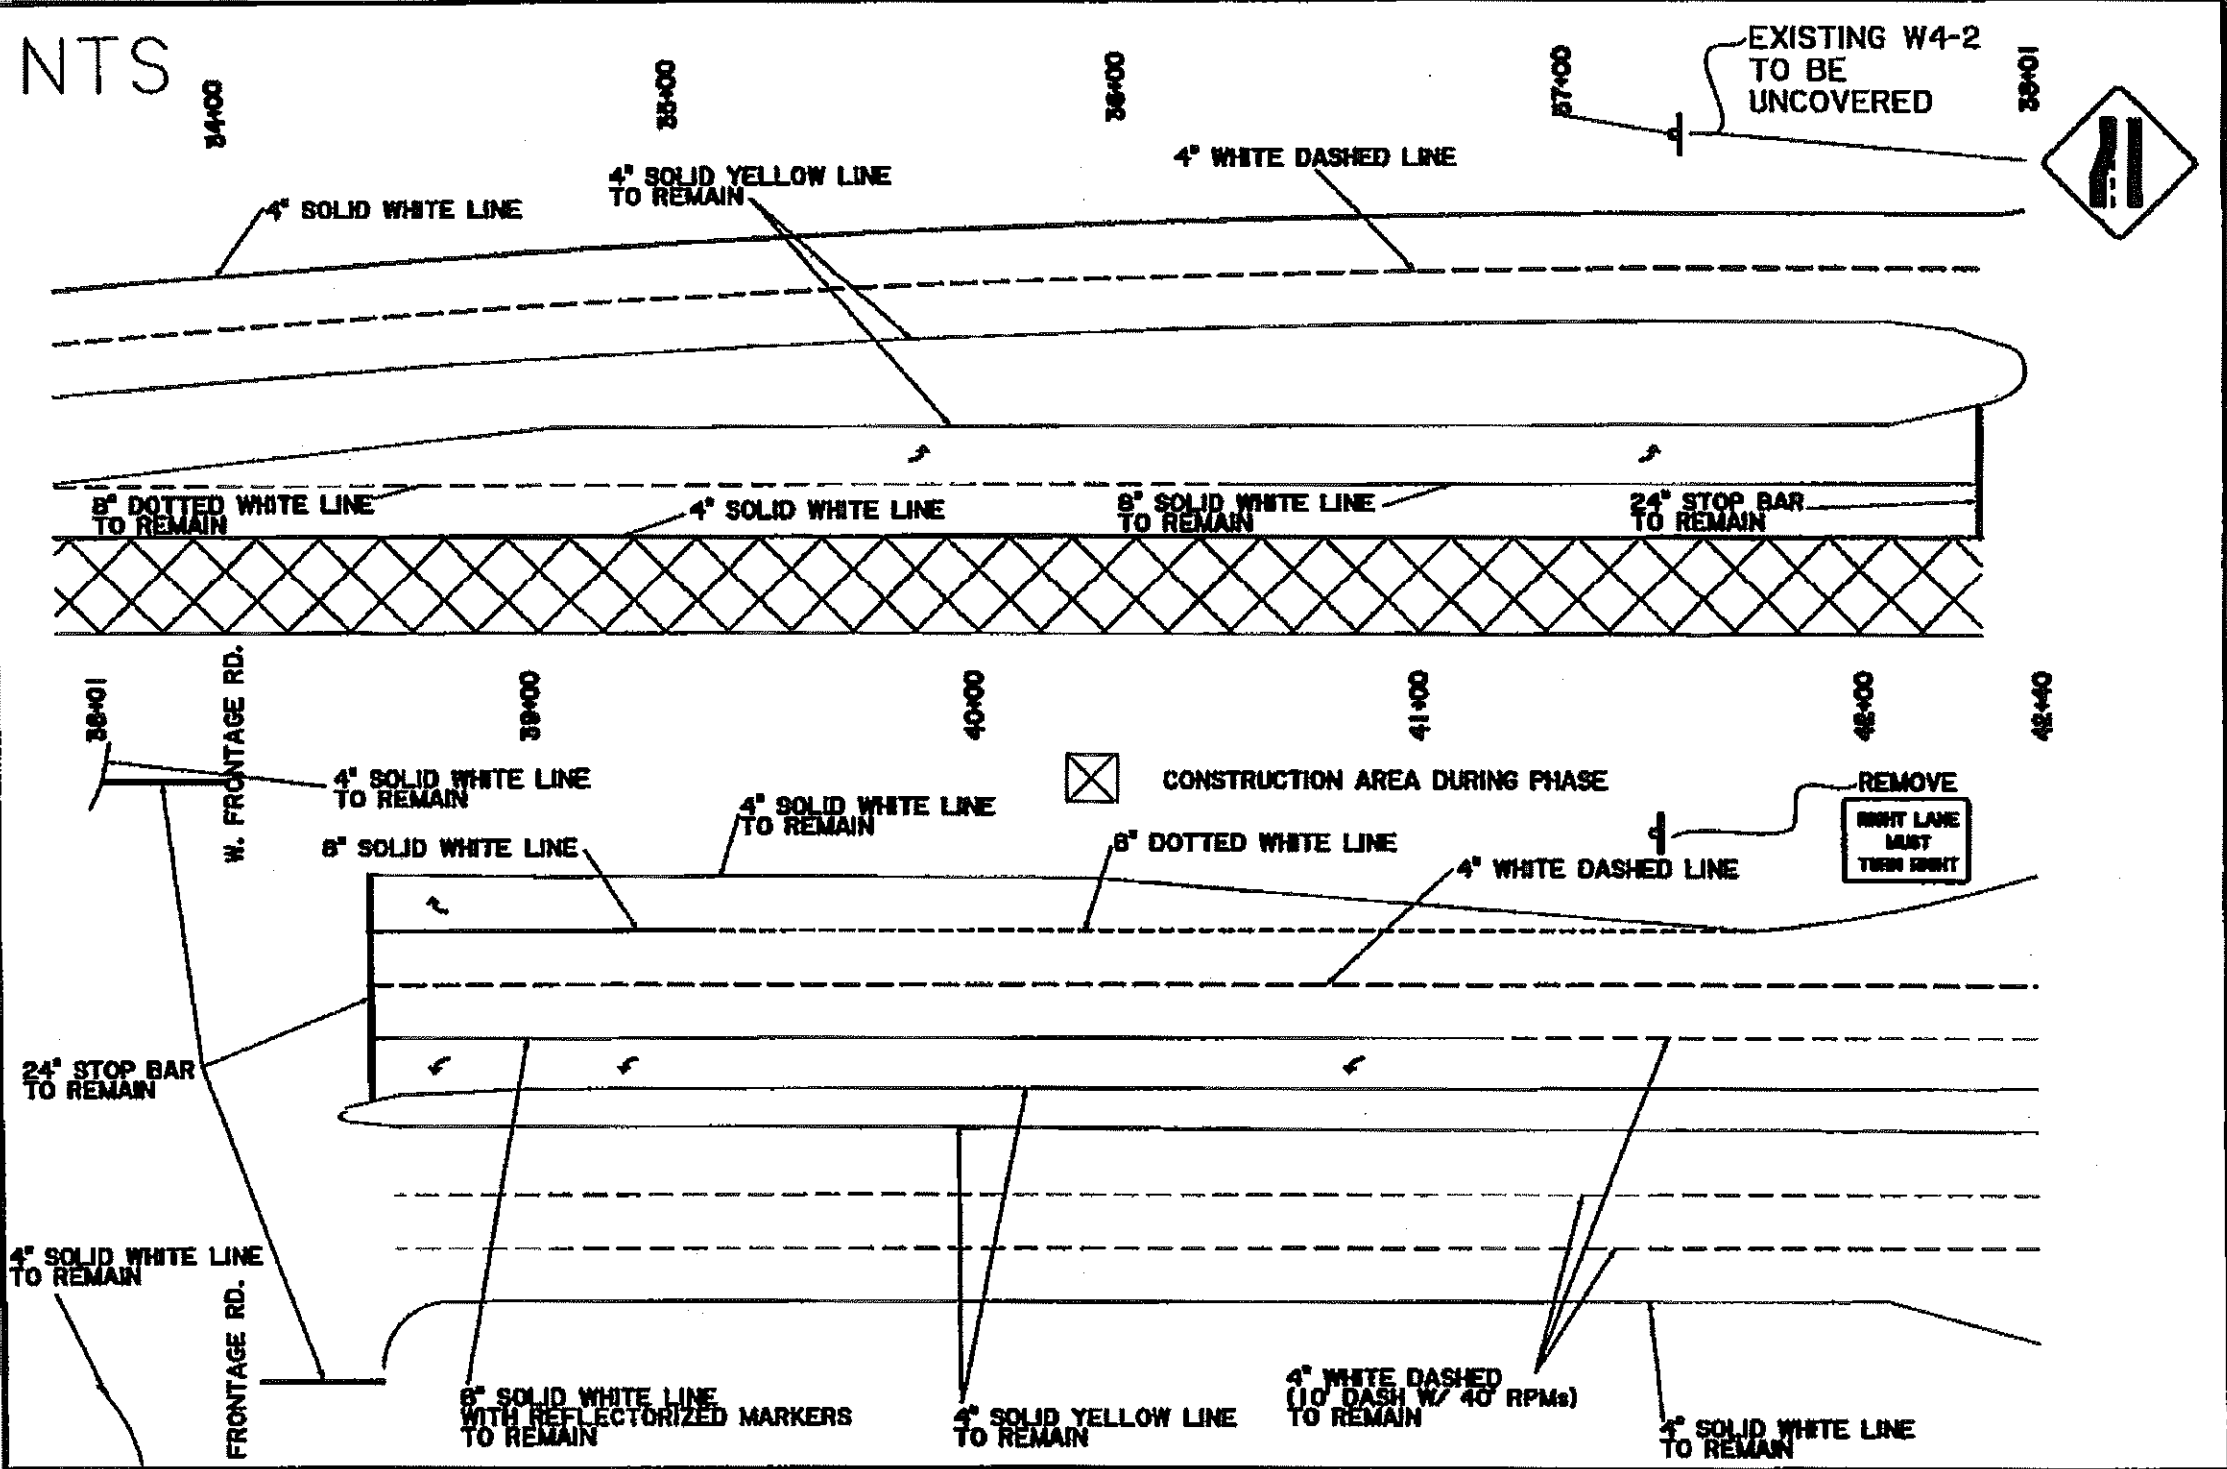 NTS
34+00
35+00
36+00
37+00
38+01
EXISTING W4-2
TO BE
UNCOVERED
4" SOLID WHITE LINE
4" SOLID YELLOW LINE
TO REMAIN
4" WHITE DASHED LINE
8" DOTTED WHITE LINE
TO REMAIN
4" SOLID WHITE LINE
8" SOLID WHITE LINE
TO REMAIN
24" STOP BAR
TO REMAIN
38+01
W. FRONTAGE RD.
39+00
40+00
41+00
42+00
42+40
4" SOLID WHITE LINE
TO REMAIN
CONSTRUCTION AREA DURING PHASE
REMOVE
RIGHT LANE
MUST
TURN RIGHT
4" SOLID WHITE LINE
TO REMAIN
8" SOLID WHITE LINE
6" DOTTED WHITE LINE
4" WHITE DASHED LINE
24" STOP BAR
TO REMAIN
4" SOLID WHITE LINE
TO REMAIN
FRONTAGE RD.
8" SOLID WHITE LINE
WITH REFLECTORIZED MARKERS
TO REMAIN
4" SOLID YELLOW LINE
TO REMAIN
4" WHITE DASHED
(10' DASH W/ 40' RPMs)
TO REMAIN
4" SOLID WHITE LINE
TO REMAIN